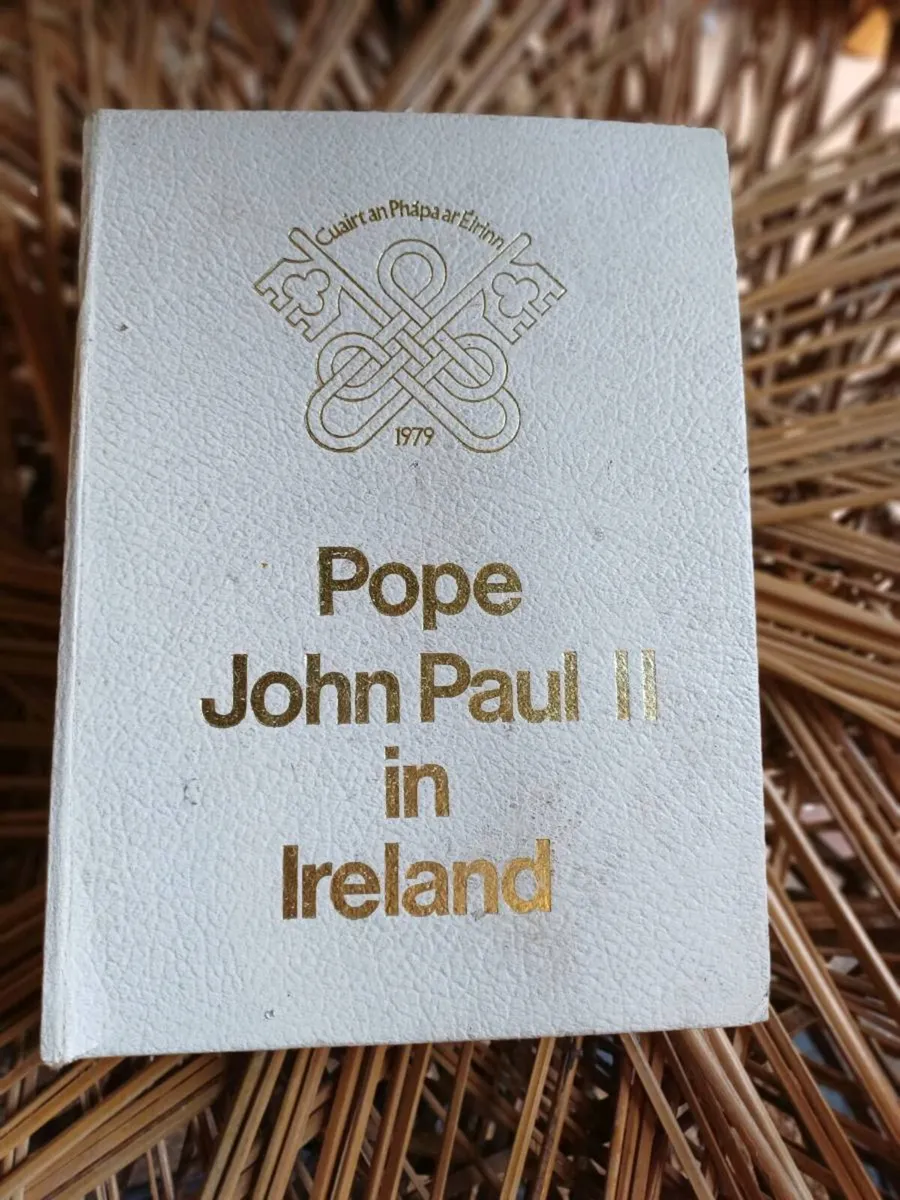 Cuairt an Phápa ar Éirinn
1979
Pope
John Paul II
in
Ireland